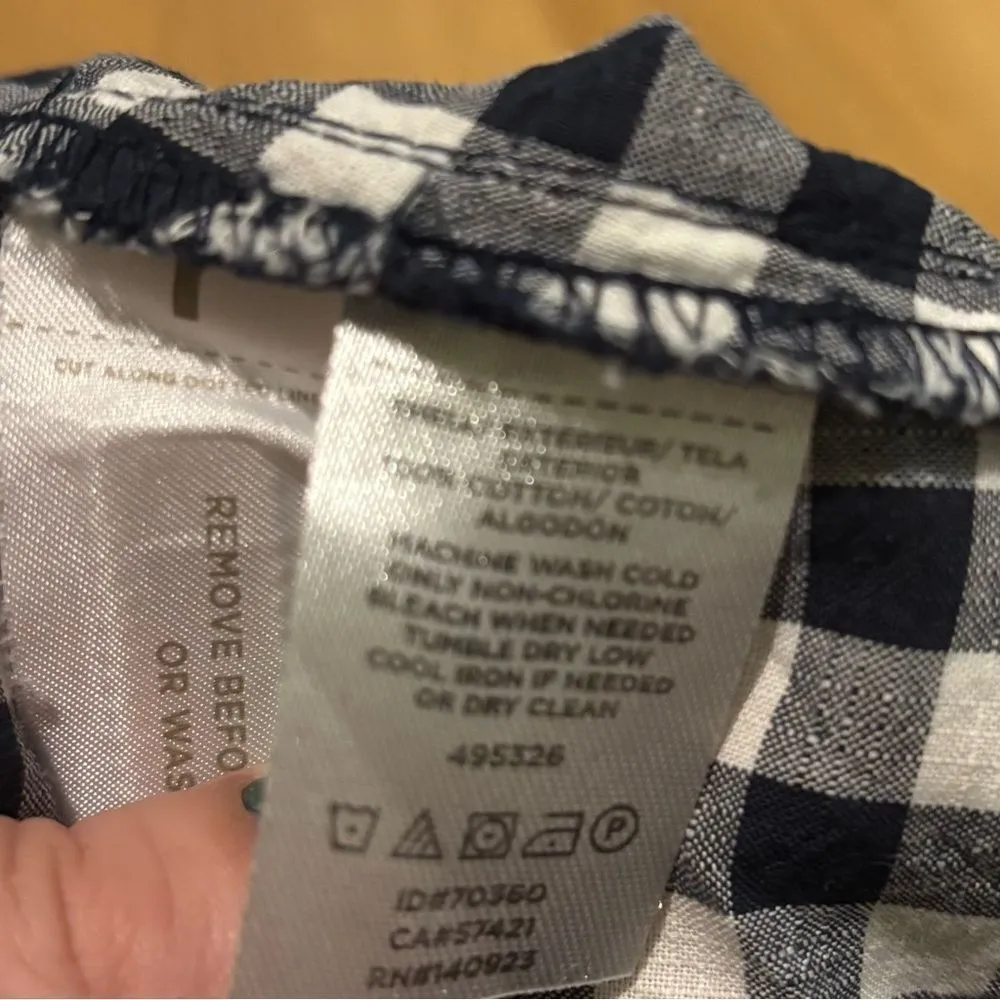 CUT ALONG DOTTED LINE
REMOVE BEFO
OR WAS
EXTÉRIEUR/ TELA
EXTERIOR
100% COTTON/ COTON/
ALGODÓN
MACHINE WASH COLD
ONLY NON-CHLORINE
BLEACH WHEN NEEDED
TUMBLE DRY LOW
COOL IRON IF NEEDED
OR DRY CLEAN
495326
P
ID#70360
CA#57421
RN#140923